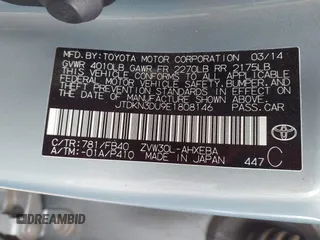 MFD. BY: TOYOTA MOTOR CORPORATION 03/14
GVWR 4010LB GAWR FR 2270LB RR 2175LB
THIS VEHICLE CONFORMS TO ALL APPLICABLE
FEDERAL MOTOR VEHICLE SAFETY, BUMPER, AND
THEFT PREVENTION STANDARDS IN EFFECT ON THE DATE
OF MANUFACTURE SHOWN ABOVE.
JTDKN3DU9E1808146 PASS.CAR
C/TR: 781/FB40 ZVW30L-AHXEBA
A/TM: -01A/P410 MADE IN JAPAN 447 C
TOYOTA
DREAMBID